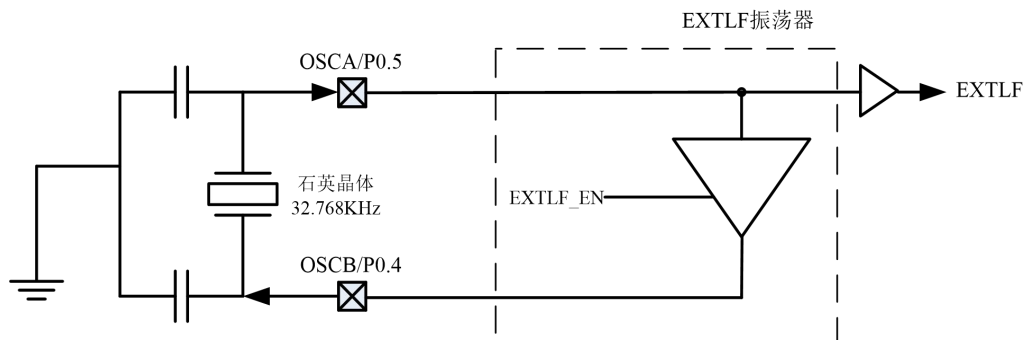 EXTLF振荡器
OSCA/P0.5
EXTLF
石英晶体
32.768KHz
EXTLF_EN
OSCB/P0.4